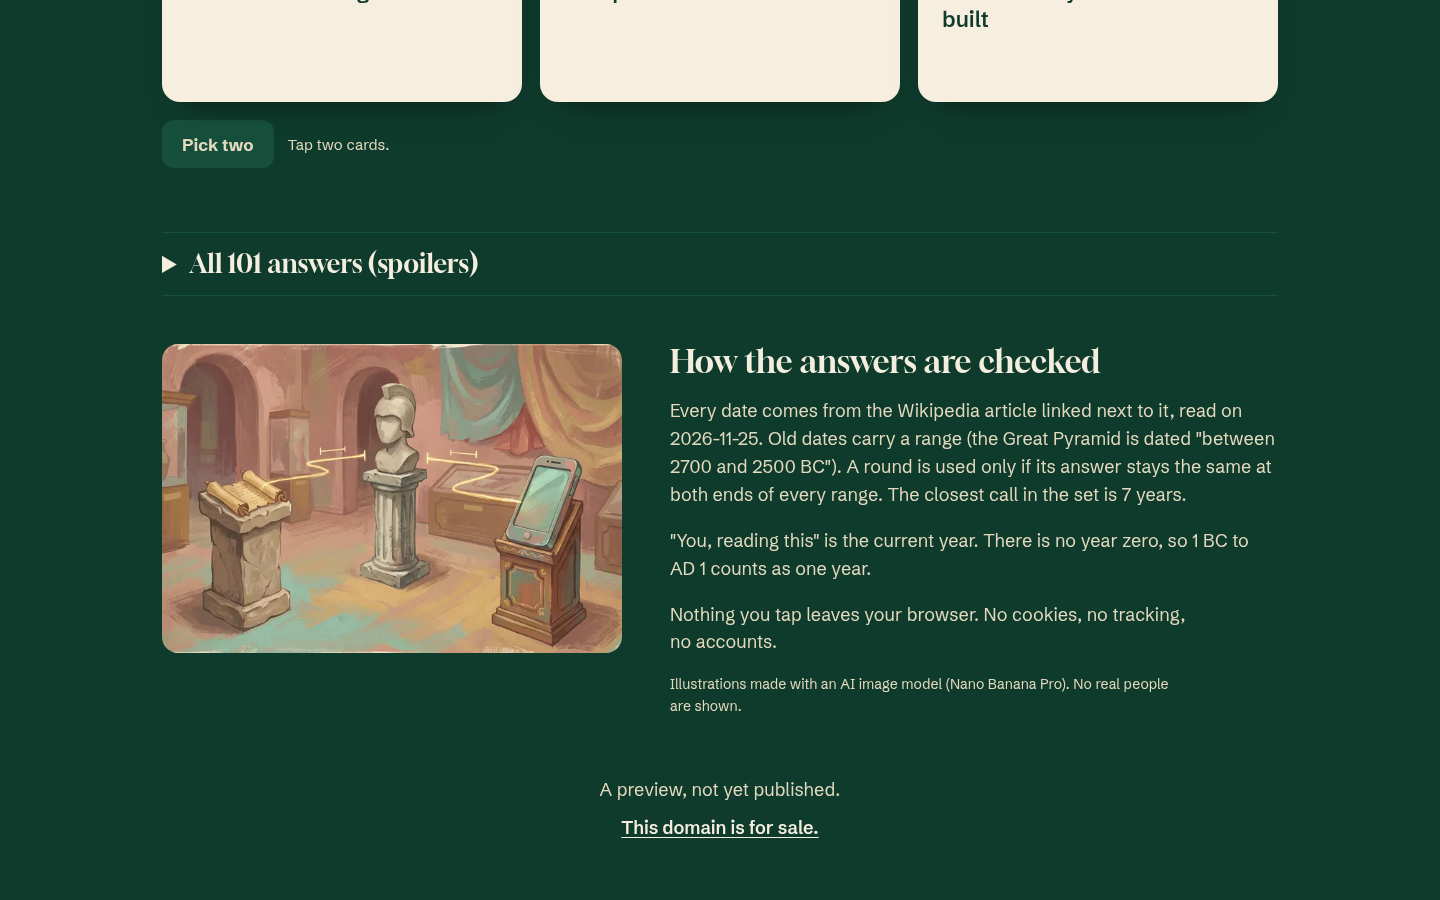 built
Pick two
Tap two cards.
All 101 answers (spoilers)
How the answers are checked
Every date comes from the Wikipedia article linked next to it, read on
2026-11-25. Old dates carry a range (the Great Pyramid is dated "between
2700 and 2500 BC"). A round is used only if its answer stays the same at
both ends of every range. The closest call in the set is 7 years.
"You, reading this" is the current year. There is no year zero, so 1 BC to
AD 1 counts as one year.
Nothing you tap leaves your browser. No cookies, no tracking,
no accounts.
Illustrations made with an AI image model (Nano Banana Pro). No real people
are shown.
A preview, not yet published.
This domain is for sale.